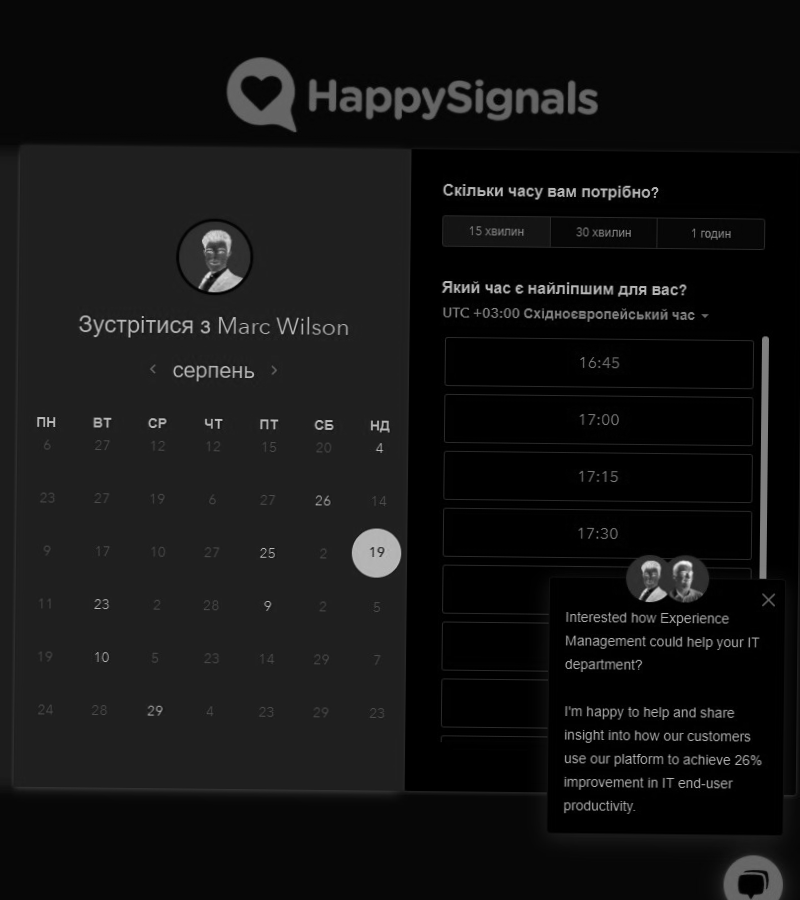 HappySignals
Зустрітися з Marc Wilson
серпень
ПН ВТ СР ЧТ ПТ СБ НД
6 27 12 12 15 20 4
23 27 19 6 27 26 14
9 17 10 27 25 2 19
11 23 2 28 9 2 5
19 10 5 23 14 29 7
24 28 29 4 23 29 23
Скільки часу вам потрібно?
15 хвилин 30 хвилин 1 годин
Який час є найліпшим для вас?
UTC +03:00 Східноєвропейський час
16:45
17:00
17:15
17:30
Interested how Experience
Management could help your IT
department?
I'm happy to help and share
insight into how our customers
use our platform to achieve 26%
improvement in IT end-user
productivity.